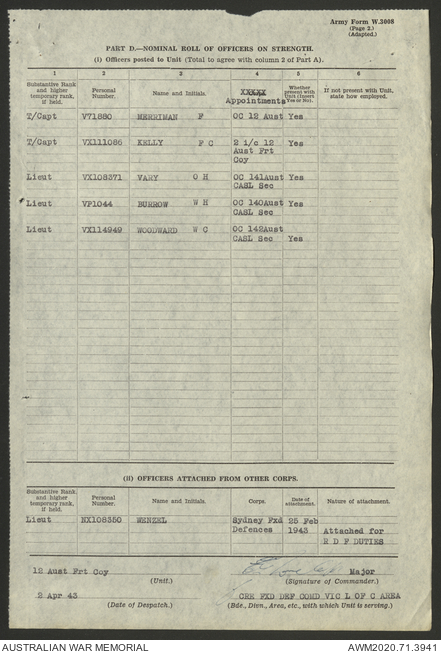 Army Form W.3008
(Page 2.)
(Adapted.)
PART D.—NOMINAL ROLL OF OFFICERS ON STRENGTH.
(i) Officers posted to Unit (Total to agree with column 2 of Part A).
1 2 3 4 5 6
Substantive Rank and higher temporary rank, if held. Personal Number. Name and Initials. XXXXX Appointments Whether present with Unit (Insert Yes or No). If not present with Unit, state how employed.
T/Capt V71880 MERRIMAN F OC 12 Aust Yes
T/Capt VX111086 KELLY F C 2 i/c 12 Yes
Aust Frt
Coy
Lieut VX108371 VARY O H OC 141Aust Yes
CASL Sec
Lieut VP1044 BURROW W H OC 140Aust Yes
CASL Sec
Lieut VX114949 WOODWARD W C OC 142Aust
CASL Sec Yes
(ii) OFFICERS ATTACHED FROM OTHER CORPS.
Substantive Rank and higher temporary rank, if held. Personal Number. Name and Initials. Corps. Date of attachment. Nature of attachment.
Lieut NX108350 WENZEL Sydney Fxd 25 Feb
Defences 1943 Attached for
R D F DUTIES
12 Aust Frt Coy Major
(Unit.) (Signature of Commander.)
2 Apr 43 CRE FXD DEF COMD VIC L OF C AREA
(Date of Despatch.) (Bde., Divn., Area, etc., with which Unit is serving.)
AUSTRALIAN WAR MEMORIAL AWM2020.71.3941